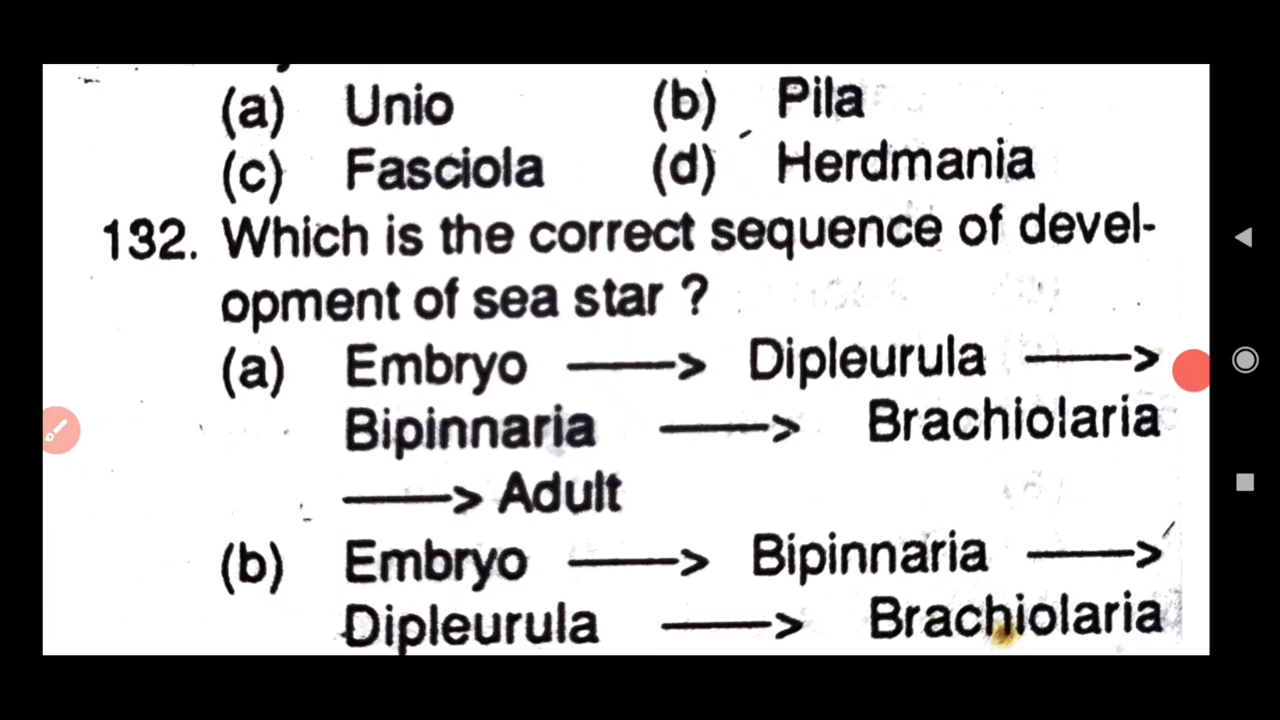 (a) Unio (b) Pila
(c) Fasciola (d) Herdmania
132. Which is the correct sequence of devel-
opment of sea star ?
(a) Embryo ——> Dipleurula ——>
Bipinnaria ——> Brachiolaria
——> Adult
(b) Embryo ——> Bipinnaria ——>
Dipleurula ——> Brachiolaria